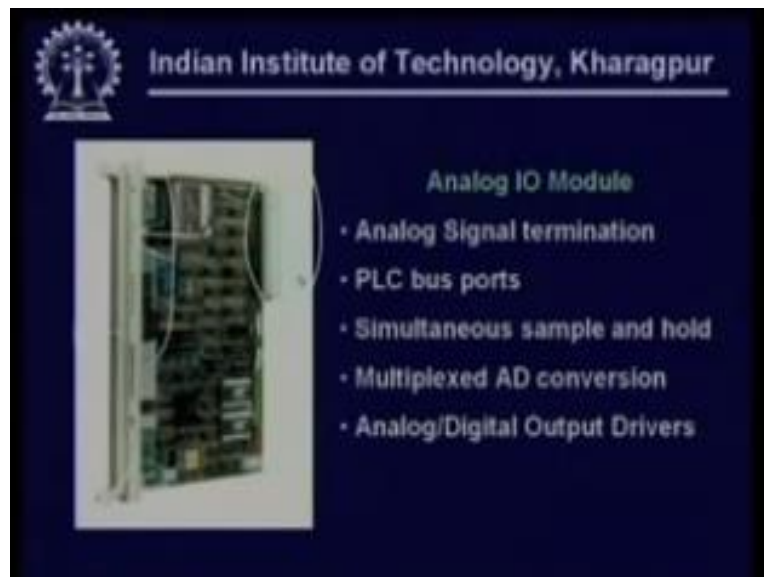 Indian Institute of Technology, Kharagpur
Analog IO Module
• Analog Signal termination
• PLC bus ports
• Simultaneous sample and hold
• Multiplexed AD conversion
• Analog/Digital Output Drivers